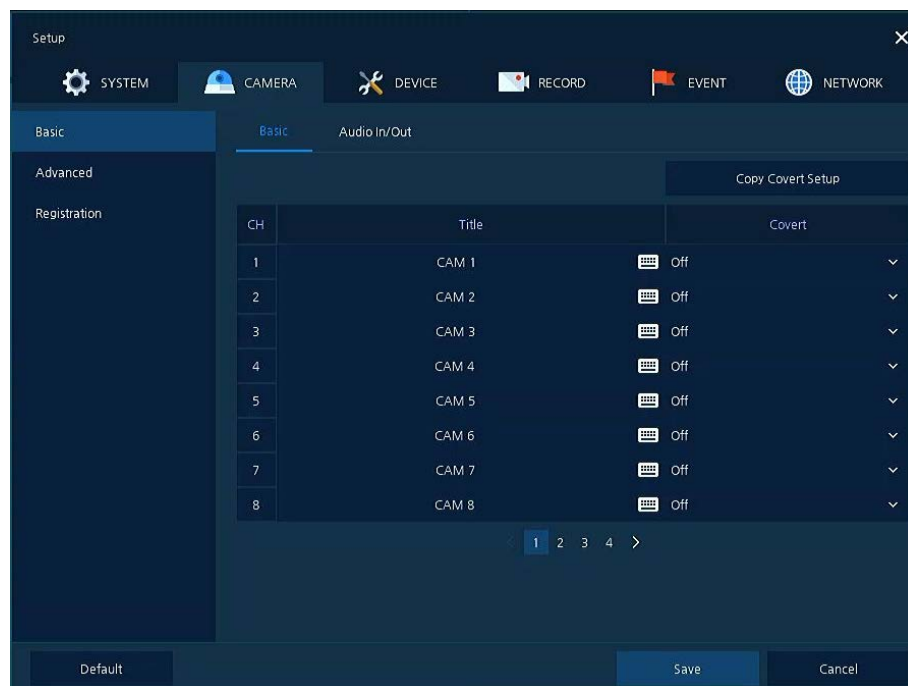 Setup
SYSTEM CAMERA DEVICE RECORD EVENT NETWORK
Basic
Advanced
Registration
Basic Audio In/Out
Copy Covert Setup
CH Title Covert
1 CAM 1 Off
2 CAM 2 Off
3 CAM 3 Off
4 CAM 4 Off
5 CAM 5 Off
6 CAM 6 Off
7 CAM 7 Off
8 CAM 8 Off
1 2 3 4
Default Save Cancel